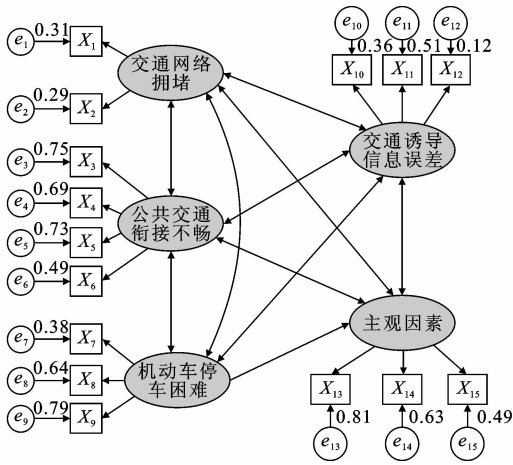 e1 0.31 X1
e2 0.29 X2
交通网络
拥堵
e10 0.36 X10
e11 0.51 X11
e12 0.12 X12
交通诱导
信息误差
e3 0.75 X3
e4 0.69 X4
e5 0.73 X5
e6 0.49 X6
公共交通
衔接不畅
e7 0.38 X7
e8 0.64 X8
e9 0.79 X9
机动车停
车困难
主观因素
X13 0.81 e13
X14 0.63 e14
X15 0.49 e15